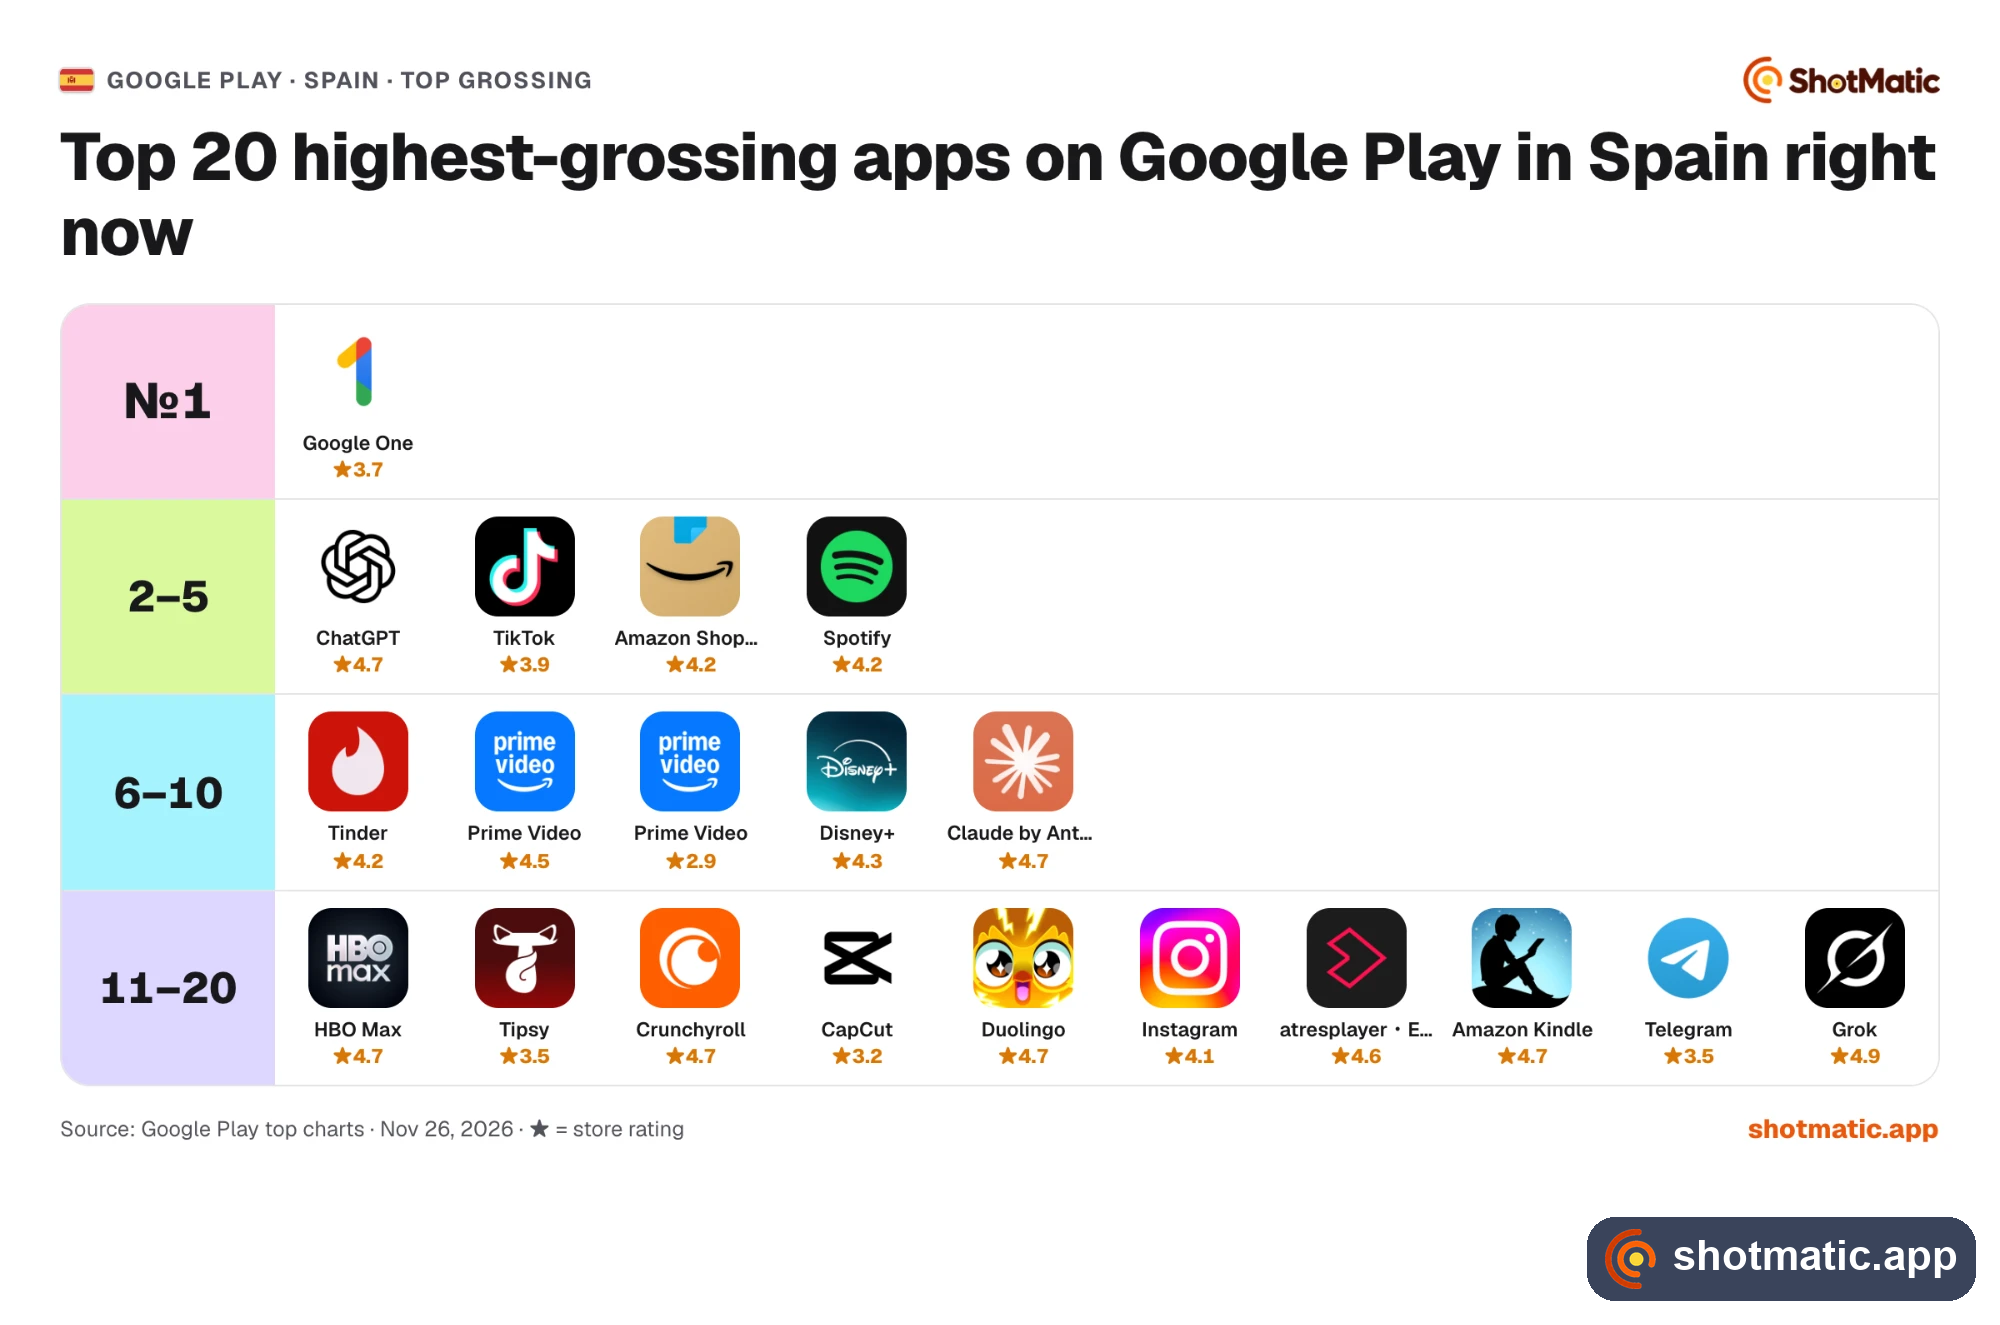 GOOGLE PLAY · SPAIN · TOP GROSSING
ShotMatic
Top 20 highest-grossing apps on Google Play in Spain right
now
№1
Google One
★3.7
2–5
ChatGPT
TikTok
Amazon Shop...
Spotify
★4.7
★3.9
★4.2
★4.2
6–10
prime video
prime video
Disney+
Tinder
Prime Video
Prime Video
Disney+
Claude by Ant...
★4.2
★4.5
★2.9
★4.3
★4.7
11–20
HBO max
HBO Max
Tipsy
Crunchyroll
CapCut
Duolingo
Instagram
atresplayer · E...
Amazon Kindle
Telegram
Grok
★4.7
★3.5
★4.7
★3.2
★4.7
★4.1
★4.6
★4.7
★3.5
★4.9
Source: Google Play top charts · Nov 26, 2026 · ★ = store rating
shotmatic.app
shotmatic.app